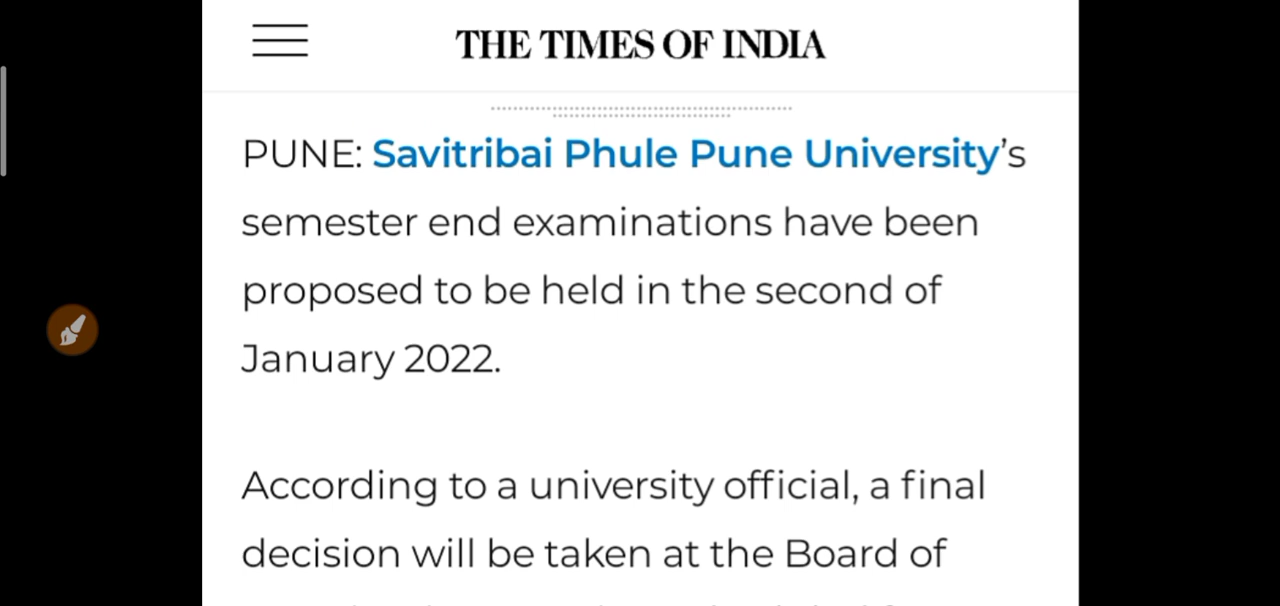 THE TIMES OF INDIA
PUNE: Savitribai Phule Pune University's
semester end examinations have been
proposed to be held in the second of
January 2022.
According to a university official, a final
decision will be taken at the Board of